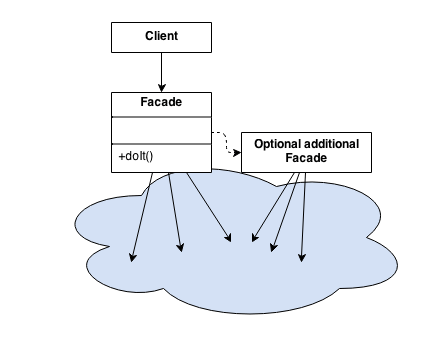 Client
Facade
+doIt()
Optional additional
Facade